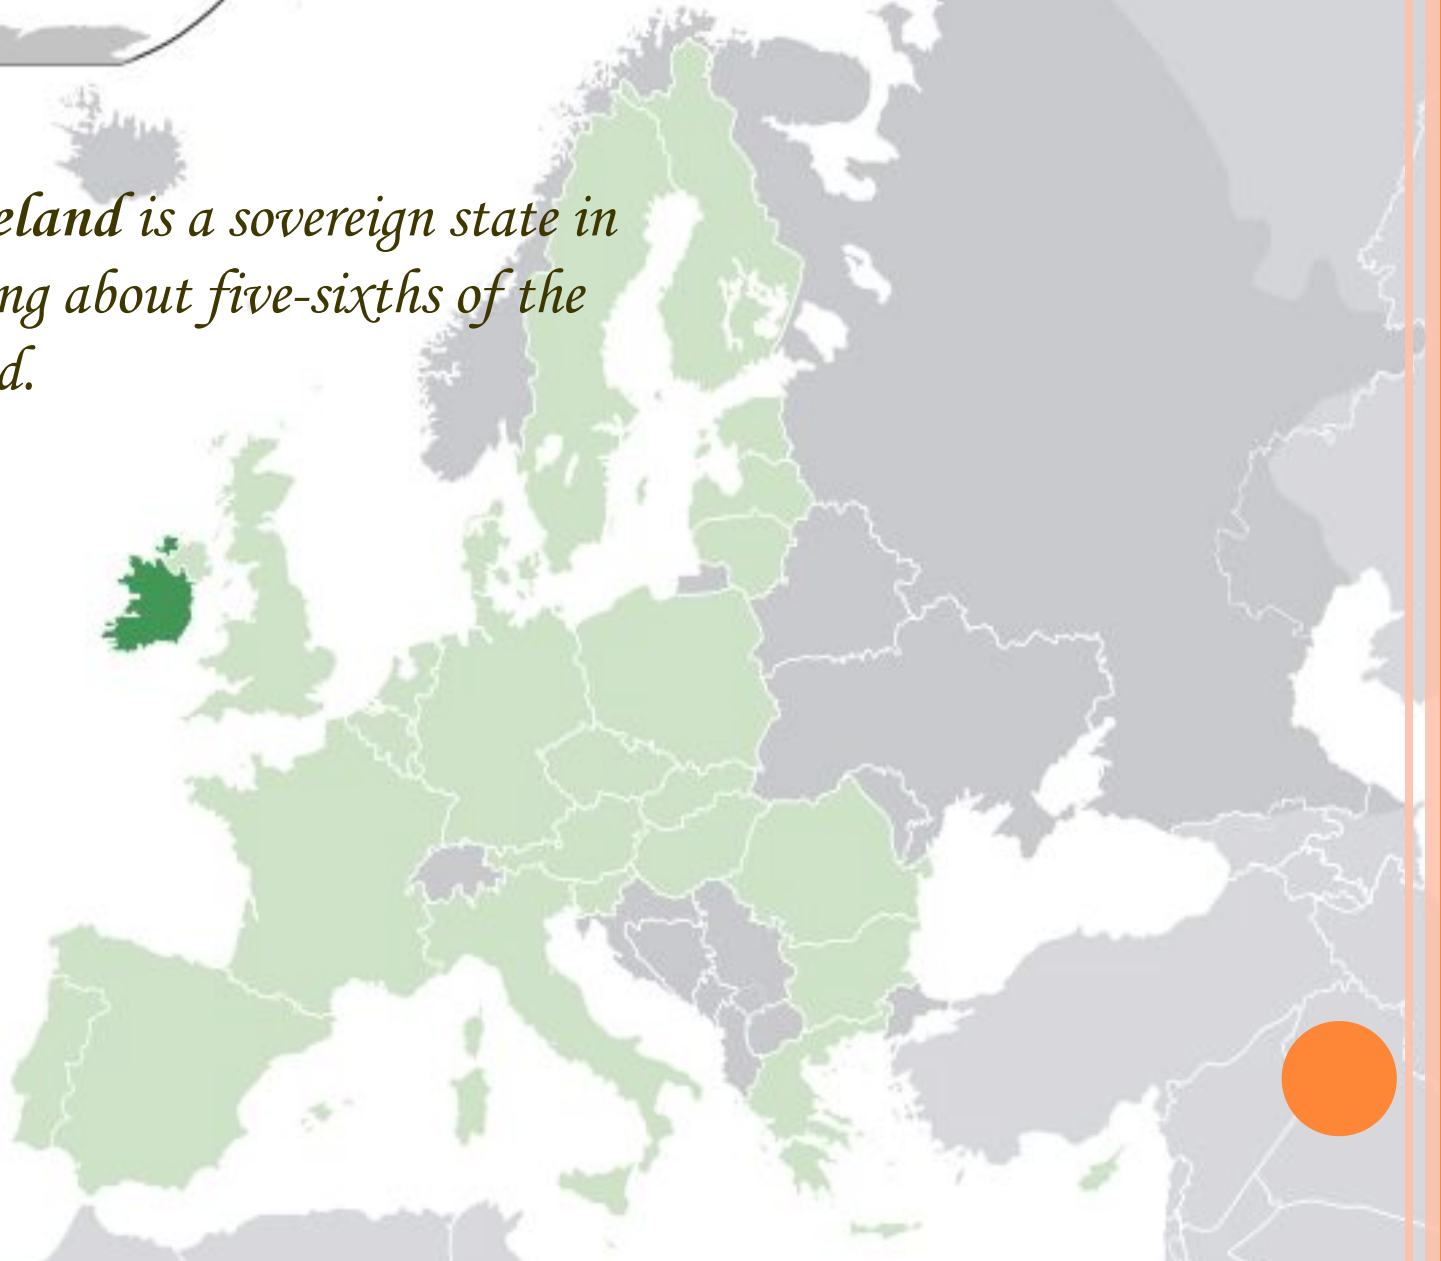 eland is a sovereign state in
ng about five-sixths of the
d.